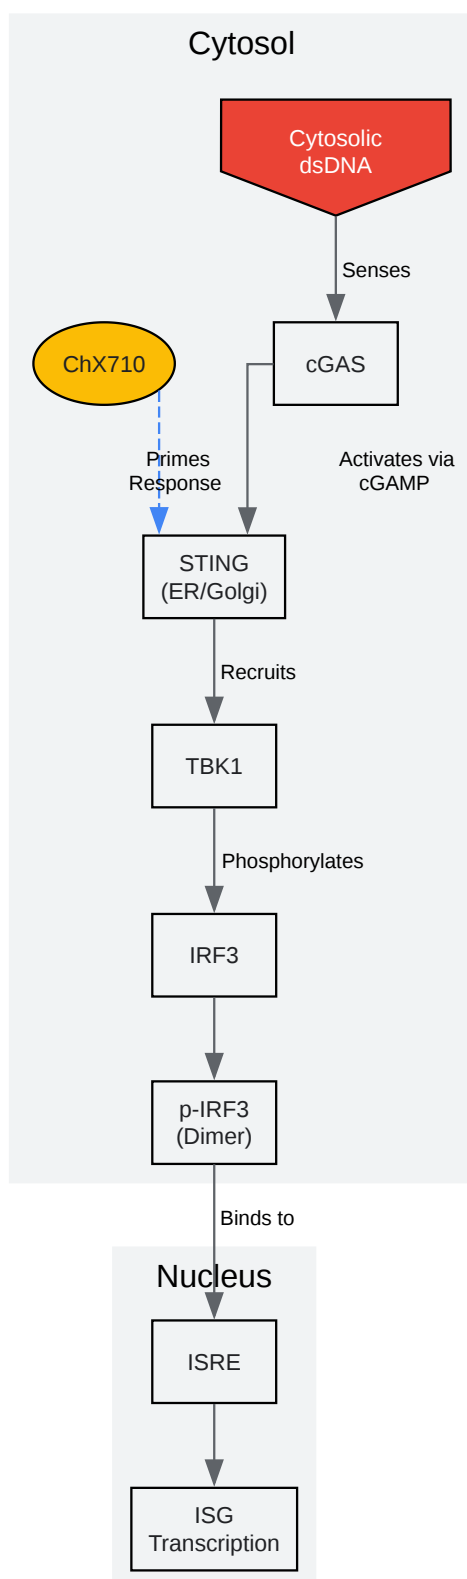 Cytosol
Cytosolic
dsDNA
Senses
ChX710
cGAS
Primes
Response
Activates via
cGAMP
STING
(ER/Golgi)
Recruits
TBK1
Phosphorylates
IRF3
p-IRF3
(Dimer)
Binds to
Nucleus
ISRE
ISG
Transcription